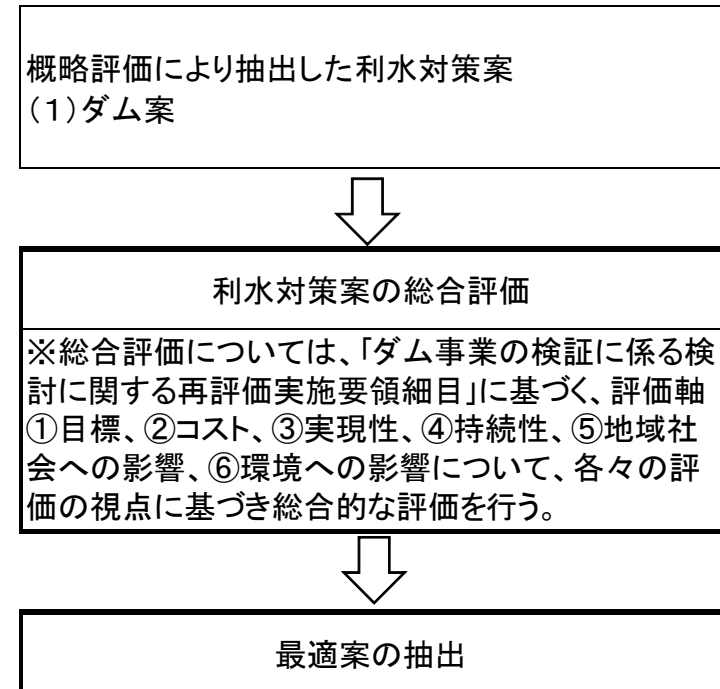 概略評価により抽出した利水対策案
(1)ダム案
利水対策案の総合評価
※総合評価については、「ダム事業の検証に係る検
討に関する再評価実施要領細目」に基づく、評価軸
①目標、②コスト、③実現性、④持続性、⑤地域社
会への影響、⑥環境への影響について、各々の評
価の視点に基づき総合的な評価を行う。
最適案の抽出